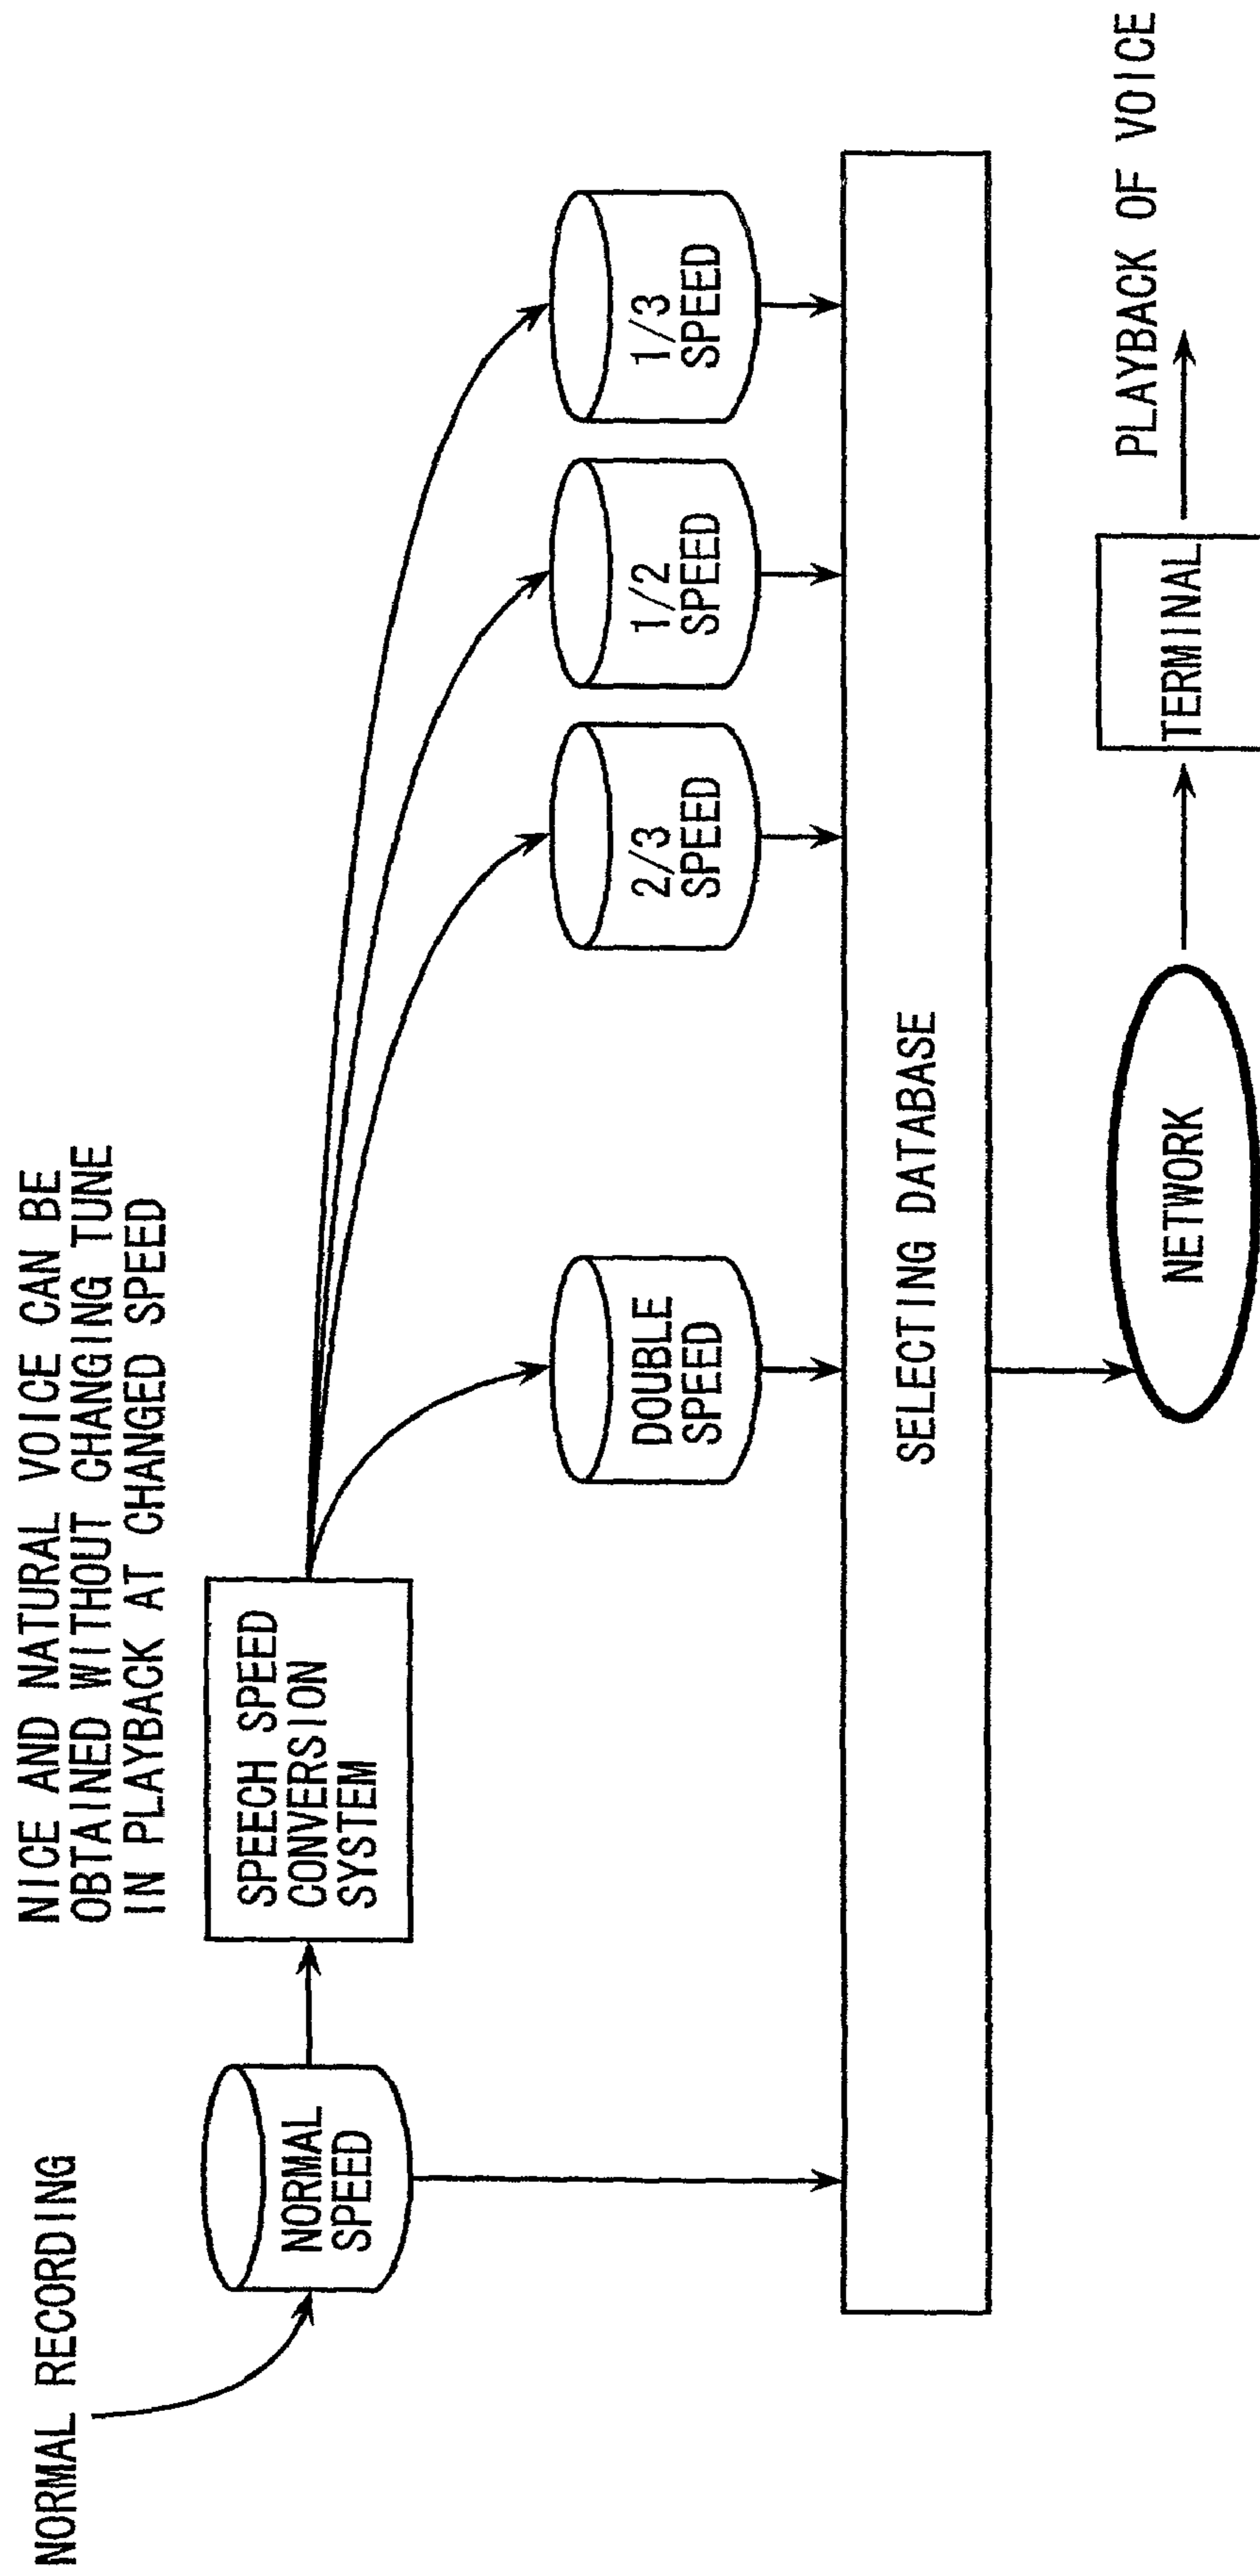 NORMAL RECORDING
NICE AND NATURAL VOICE CAN BE
OBTAINED WITHOUT CHANGING TUNE
IN PLAYBACK AT CHANGED SPEED
NORMAL
SPEED
SPEECH SPEED
CONVERSION
SYSTEM
DOUBLE
SPEED
2/3
SPEED
1/2
SPEED
1/3
SPEED
SELECTING DATABASE
NETWORK
TERMINAL
PLAYBACK OF VOICE